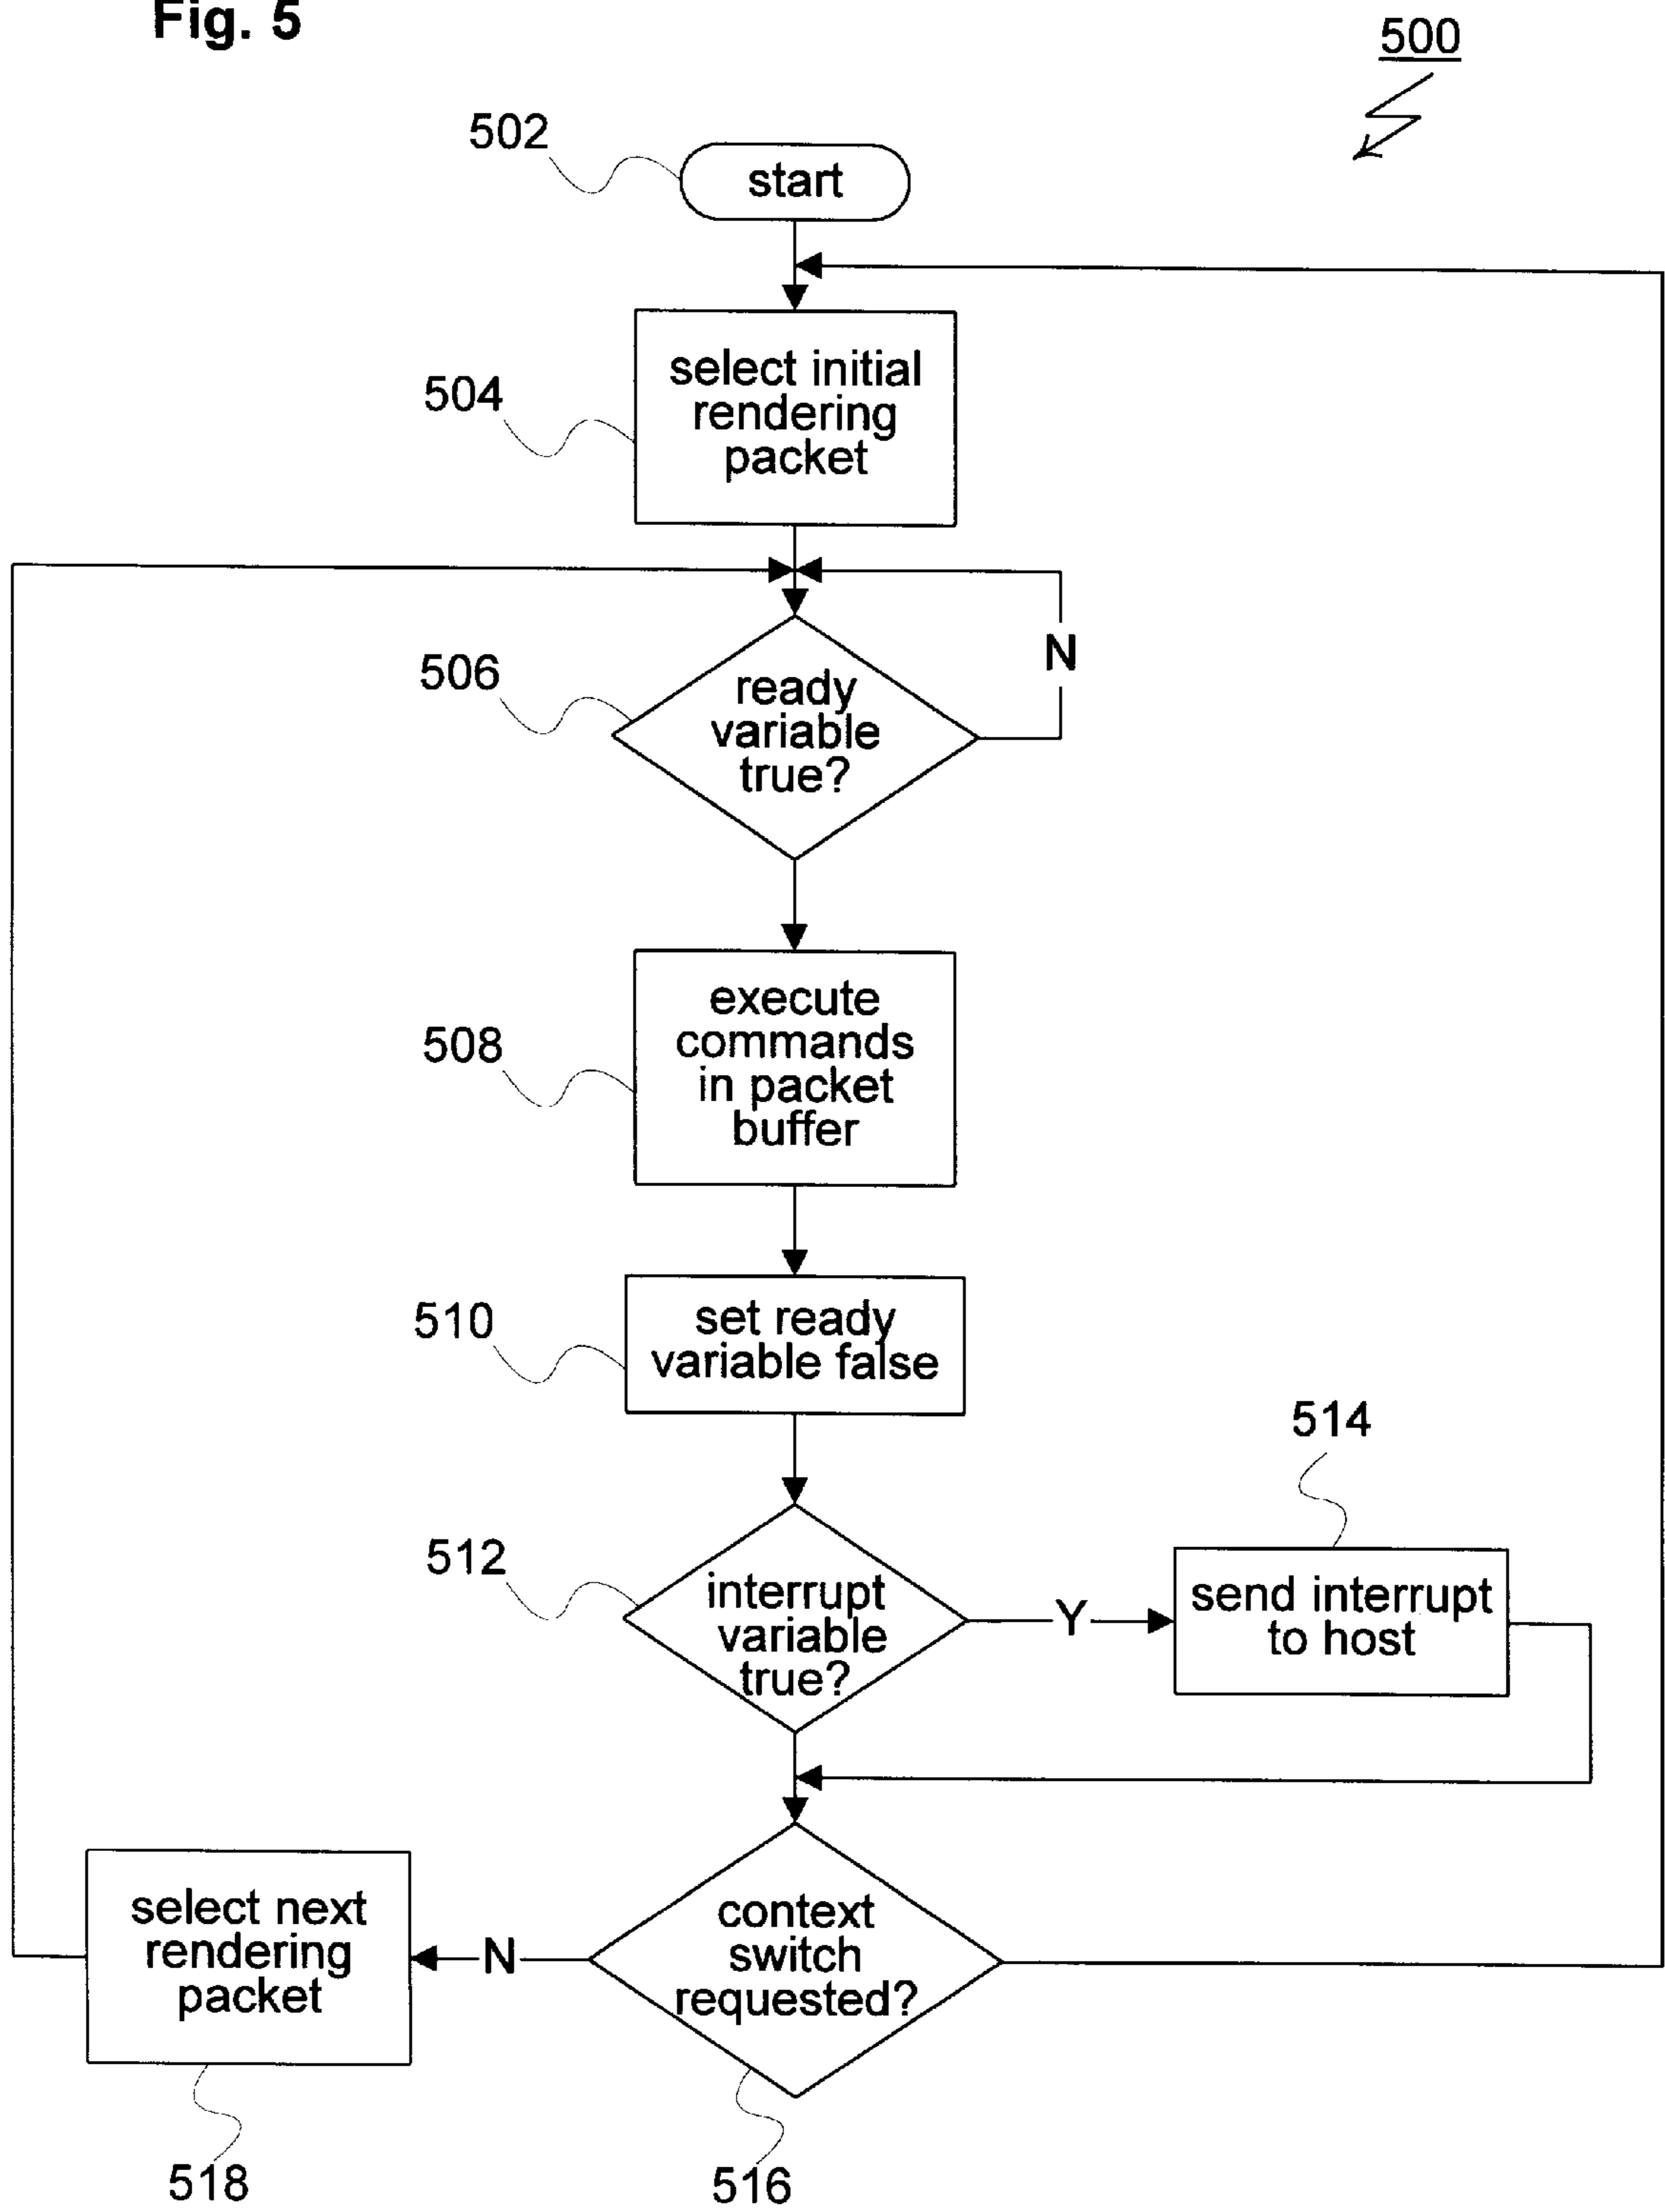 Fig. 5
500
502
start
504
select initial
rendering
packet
506
ready
variable
true?
N
508
execute
commands
in packet
buffer
510
set ready
variable false
512
interrupt
variable
true?
Y
514
send interrupt
to host
516
context
switch
requested?
N
518
select next
rendering
packet